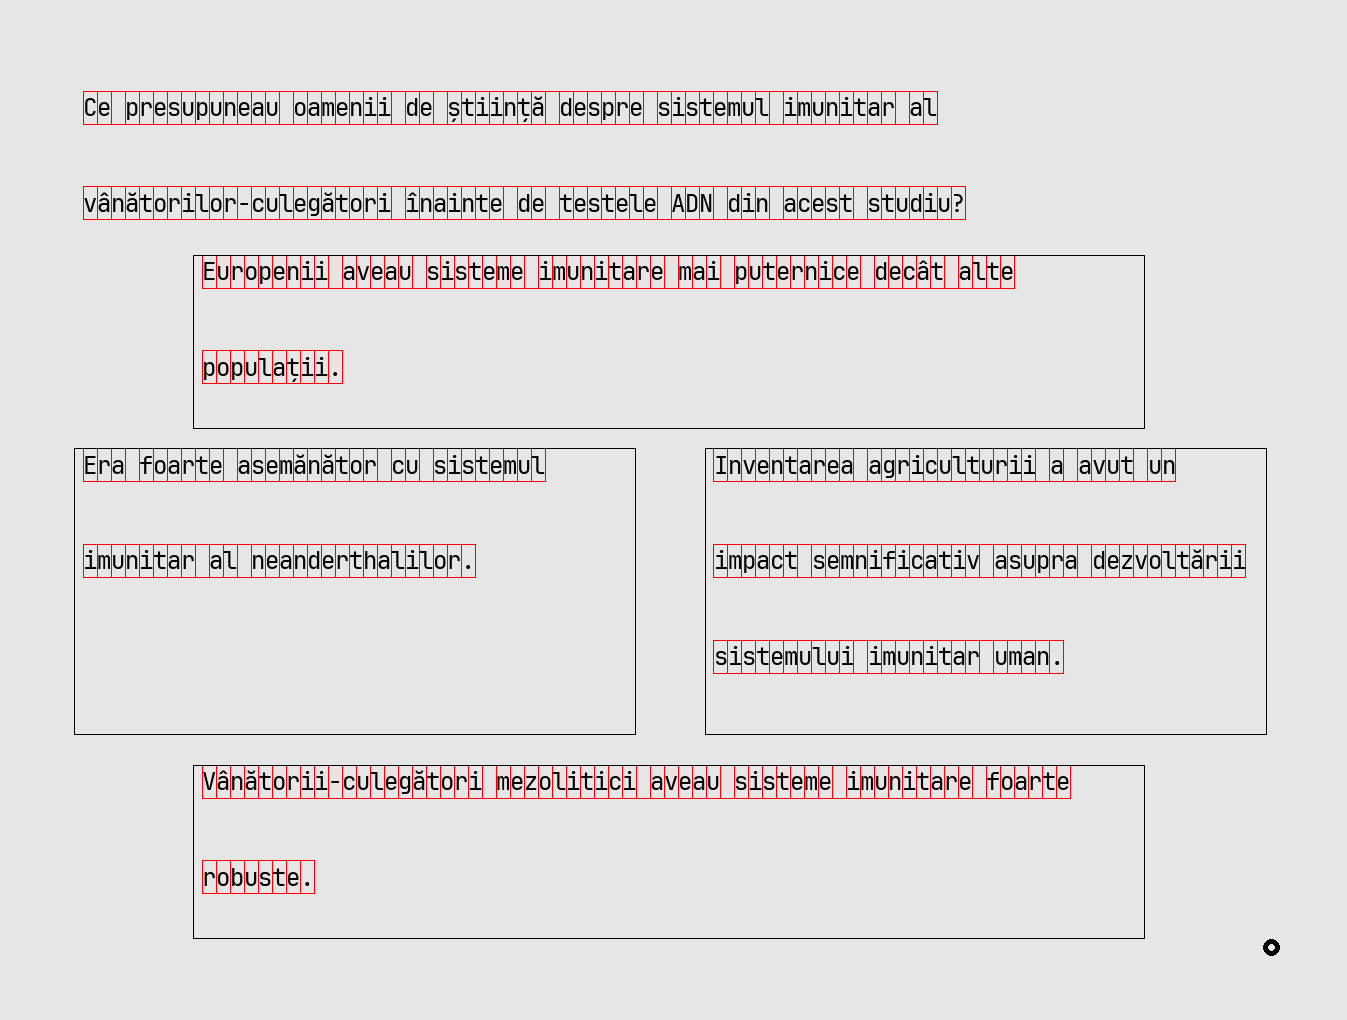 Ce presupuneau oamenii de știință despre sistemul imunitar al
vânătorilor-culegători înainte de testele ADN din acest studiu?
Europenii aveau sisteme imunitare mai puternice decât alte
populații.
Era foarte asemănător cu sistemul
imunitar al neanderthalilor.
Inventarea agriculturii a avut un
impact semnificativ asupra dezvoltării
sistemului imunitar uman.
Vânătorii-culegători mezolitici aveau sisteme imunitare foarte
robuste.